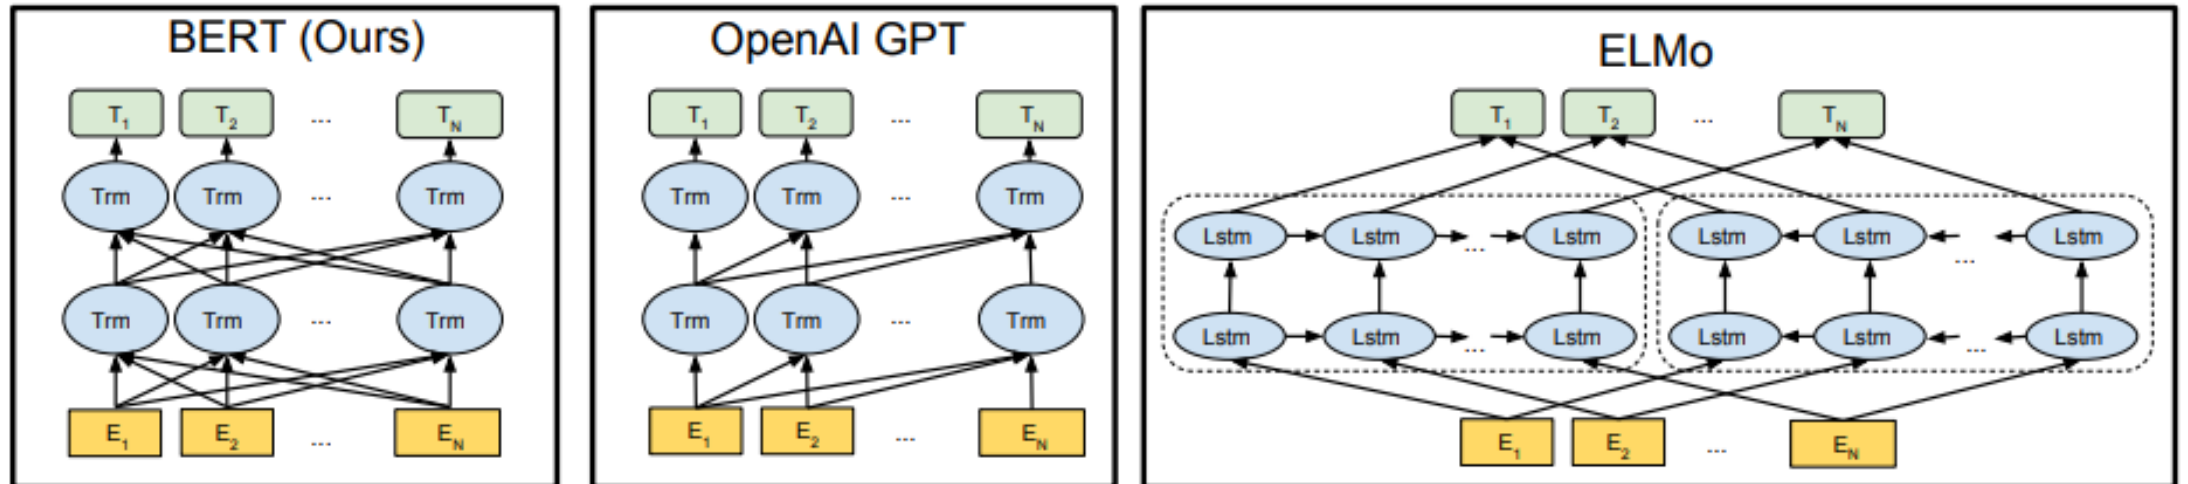 BERT (Ours)
T1 T2 ... TN
Trm Trm ... Trm
Trm Trm ... Trm
E1 E2 ... EN
OpenAI GPT
T1 T2 ... TN
Trm Trm ... Trm
Trm Trm ... Trm
E1 E2 ... EN
ELMo
T1 T2 ... TN
Lstm Lstm ... Lstm Lstm Lstm ... Lstm
Lstm Lstm ... Lstm Lstm Lstm ... Lstm
E1 E2 ... EN